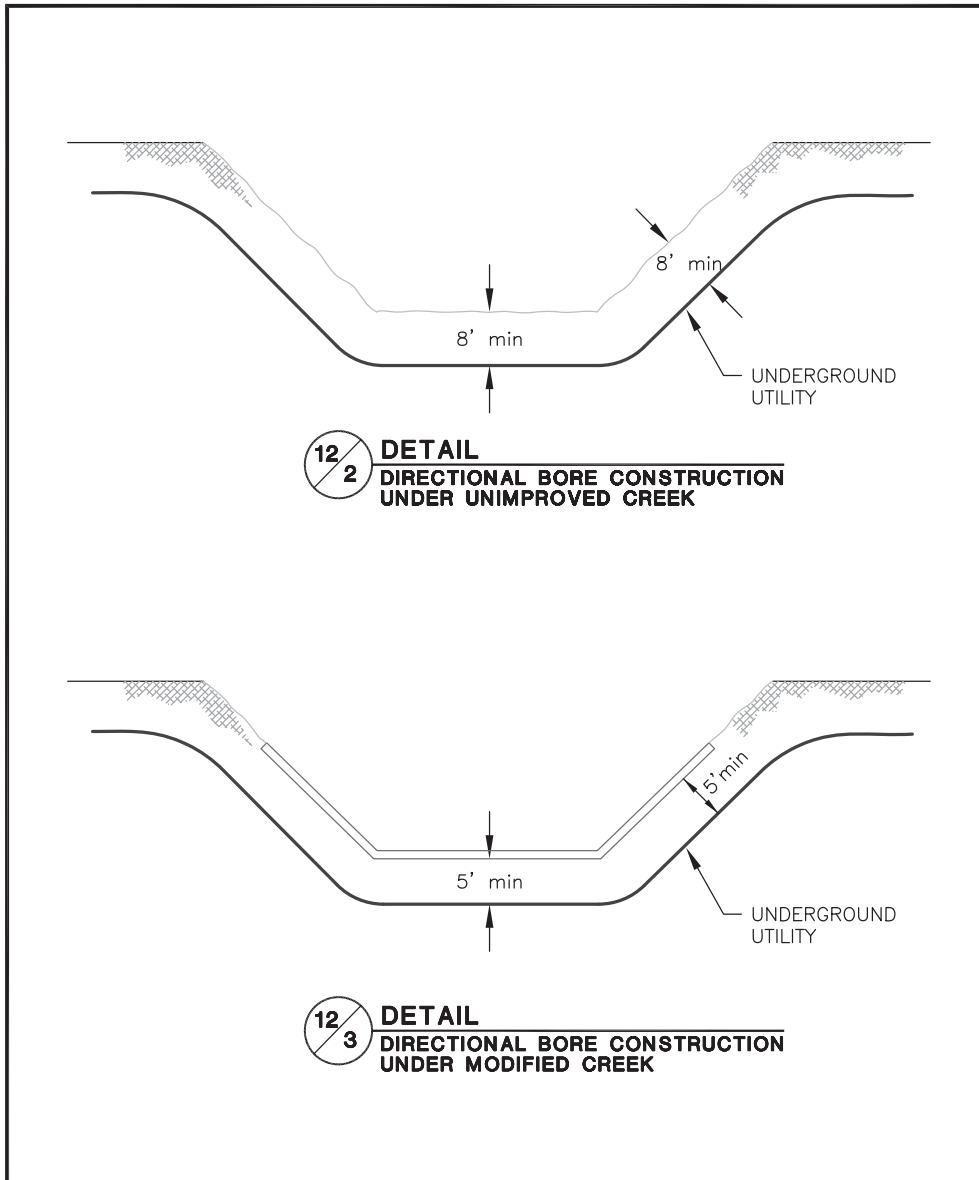 8' min
8' min
UNDERGROUND
UTILITY
12
2
DETAIL
DIRECTIONAL BORE CONSTRUCTION
UNDER UNIMPROVED CREEK
5' min
5' min
UNDERGROUND
UTILITY
12
3
DETAIL
DIRECTIONAL BORE CONSTRUCTION
UNDER MODIFIED CREEK